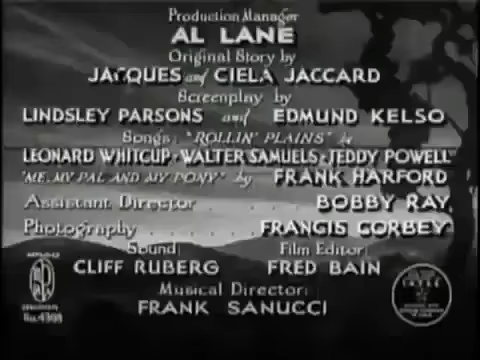 Production Manager
AL LANE
Original Story by
JACQUES and CIELA JACCARD
Screenplay by
LINDSLEY PARSONS and EDMUND KELSO
Songs: "ROLLIN' PLAINS" by
LEONARD WHITCUP - WALTER SAMUELS - TEDDY POWELL
"ME, MY PAL AND MY PONY" by FRANK HARFORD
Assistant Director BOBBY RAY
Photography FRANCIS CORBEY
Sound: Film Editor:
CLIFF RUBERG FRED BAIN
Musical Director:
FRANK SANUCCI
No. 4398